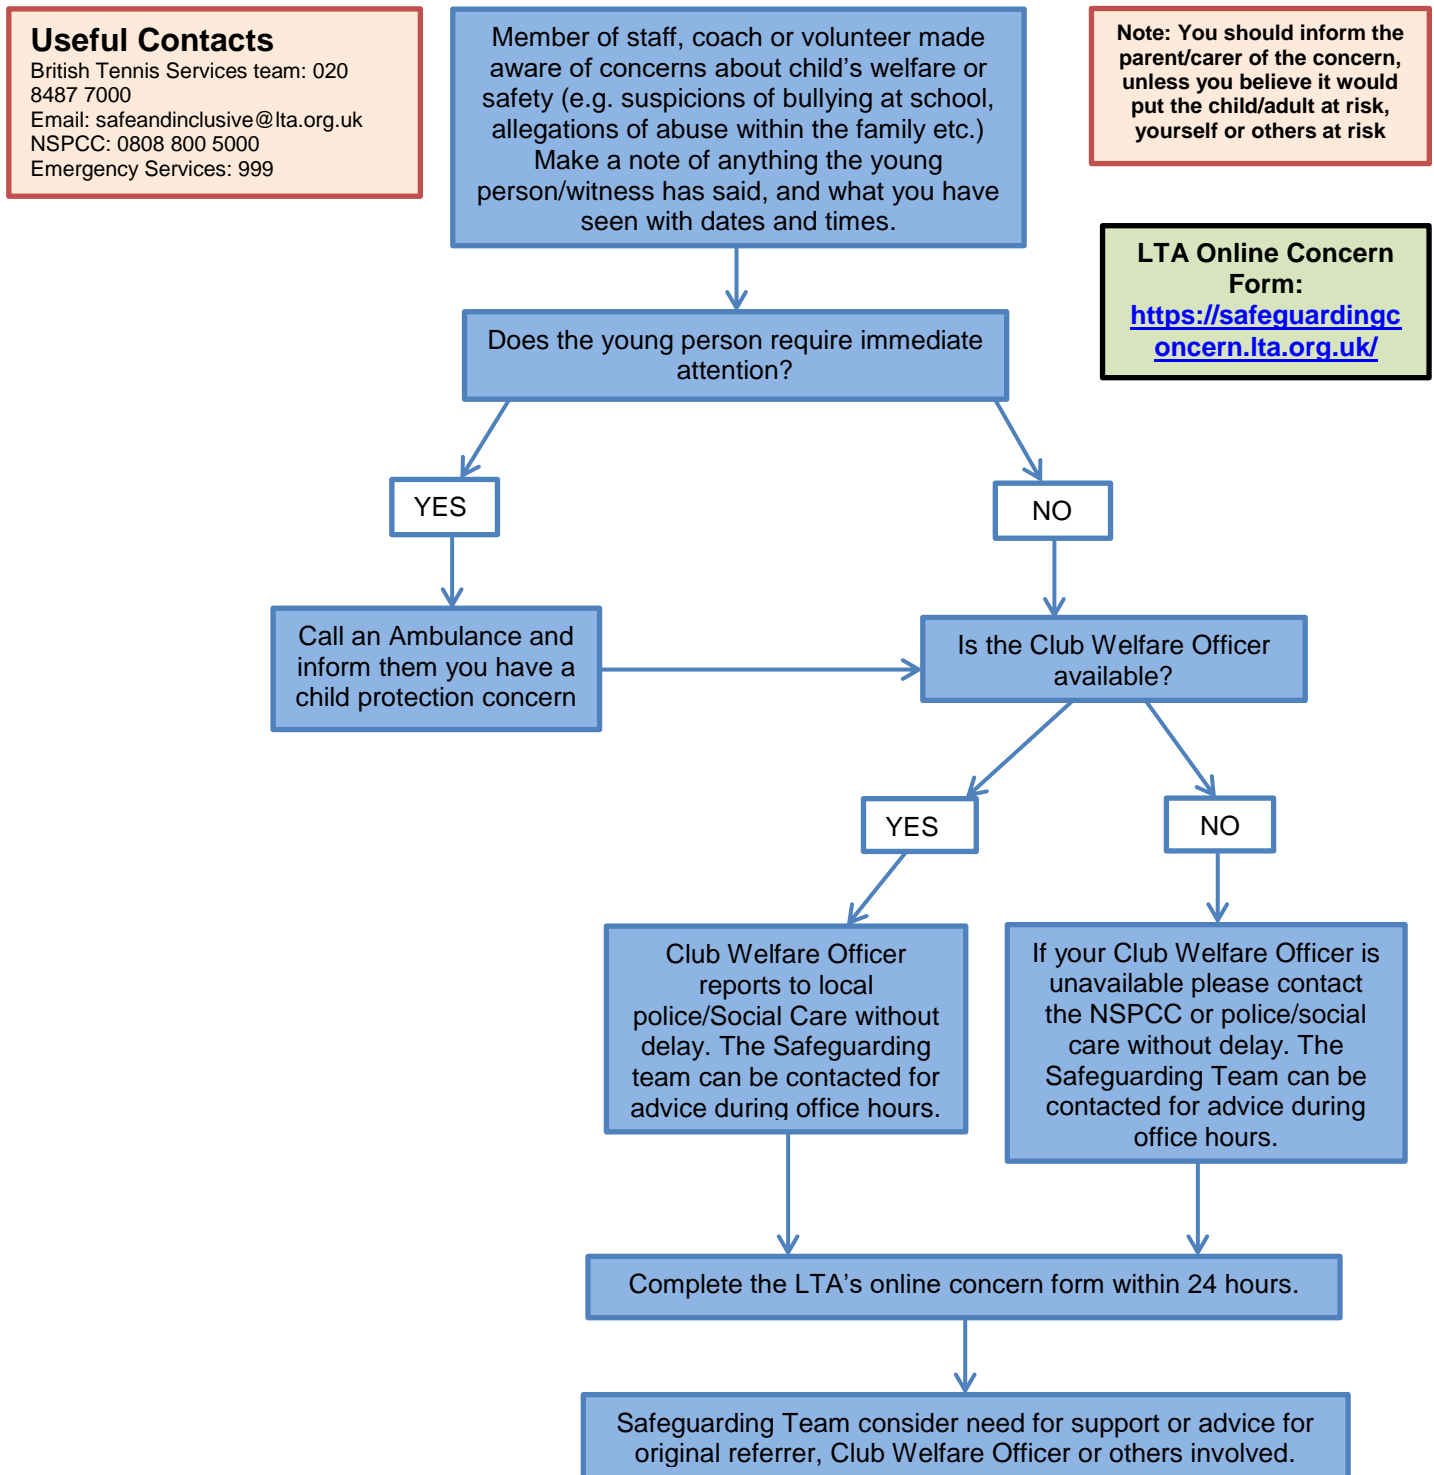 Useful Contacts
British Tennis Services team: 020
8487 7000
Email: safeandinclusive@lta.org.uk
NSPCC: 0808 800 5000
Emergency Services: 999
Member of staff, coach or volunteer made
aware of concerns about child’s welfare or
safety (e.g. suspicions of bullying at school,
allegations of abuse within the family etc.)
Make a note of anything the young
person/witness has said, and what you have
seen with dates and times.
Note: You should inform the
parent/carer of the concern,
unless you believe it would
put the child/adult at risk,
yourself or others at risk
LTA Online Concern
Form:
https://safeguardingc
oncern.lta.org.uk/
Does the young person require immediate
attention?
YES
NO
Call an Ambulance and
inform them you have a
child protection concern
Is the Club Welfare Officer
available?
YES
NO
Club Welfare Officer
reports to local
police/Social Care without
delay. The Safeguarding
team can be contacted for
advice during office hours.
If your Club Welfare Officer is
unavailable please contact
the NSPCC or police/social
care without delay. The
Safeguarding Team can be
contacted for advice during
office hours.
Complete the LTA’s online concern form within 24 hours.
Safeguarding Team consider need for support or advice for
original referrer, Club Welfare Officer or others involved.